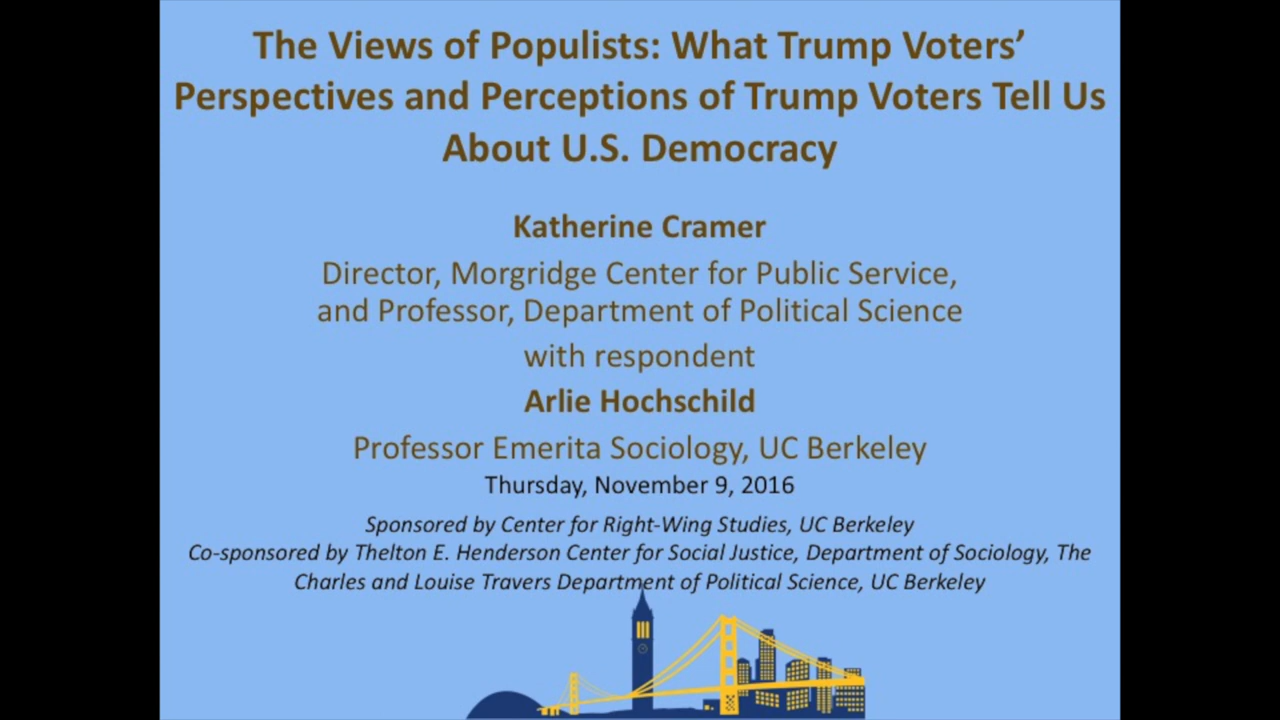 The Views of Populists: What Trump Voters’
Perspectives and Perceptions of Trump Voters Tell Us
About U.S. Democracy
Katherine Cramer
Director, Morgridge Center for Public Service,
and Professor, Department of Political Science
with respondent
Arlie Hochschild
Professor Emerita Sociology, UC Berkeley
Thursday, November 9, 2016
Sponsored by Center for Right-Wing Studies, UC Berkeley
Co-sponsored by Thelton E. Henderson Center for Social Justice, Department of Sociology, The
Charles and Louise Travers Department of Political Science, UC Berkeley